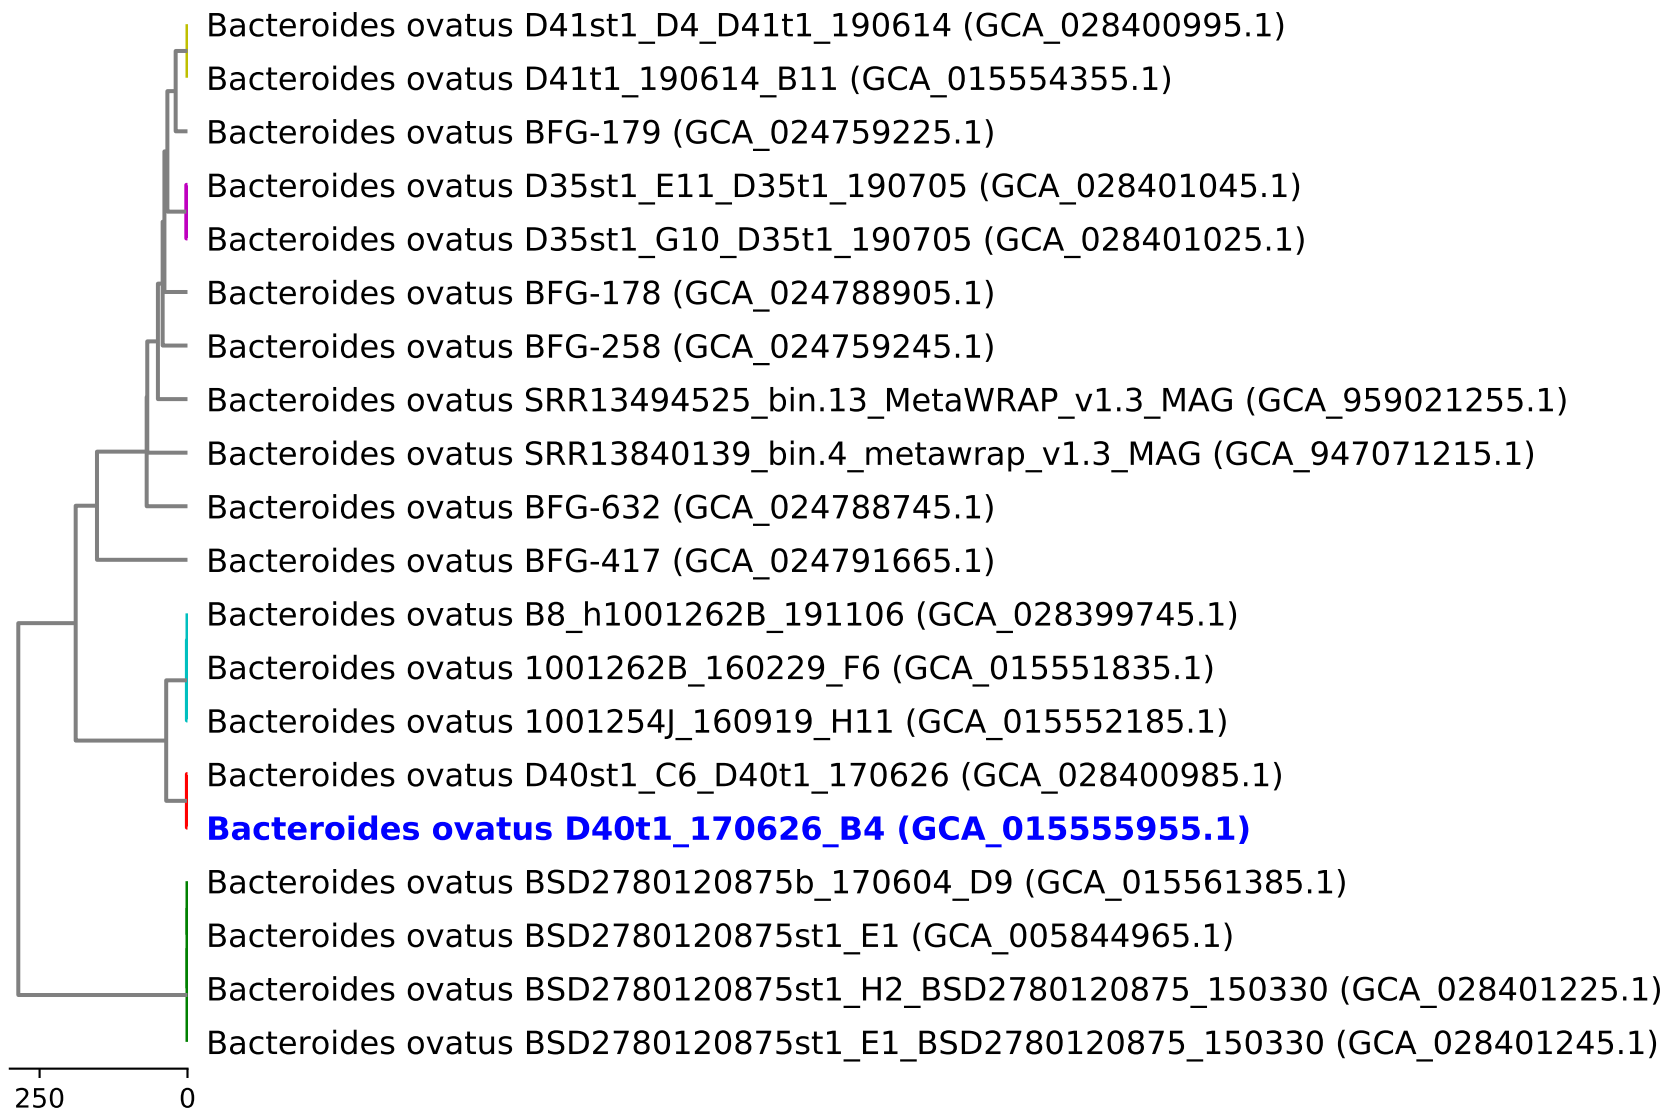 Bacteroides ovatus D41st1_D4_D41t1_190614 (GCA_028400995.1)
Bacteroides ovatus D41t1_190614_B11 (GCA_015554355.1)
Bacteroides ovatus BFG-179 (GCA_024759225.1)
Bacteroides ovatus D35st1_E11_D35t1_190705 (GCA_028401045.1)
Bacteroides ovatus D35st1_G10_D35t1_190705 (GCA_028401025.1)
Bacteroides ovatus BFG-178 (GCA_024788905.1)
Bacteroides ovatus BFG-258 (GCA_024759245.1)
Bacteroides ovatus SRR13494525_bin.13_MetaWRAP_v1.3_MAG (GCA_959021255.1)
Bacteroides ovatus SRR13840139_bin.4_metawrap_v1.3_MAG (GCA_947071215.1)
Bacteroides ovatus BFG-632 (GCA_024788745.1)
Bacteroides ovatus BFG-417 (GCA_024791665.1)
Bacteroides ovatus B8_h1001262B_191106 (GCA_028399745.1)
Bacteroides ovatus 1001262B_160229_F6 (GCA_015551835.1)
Bacteroides ovatus 1001254J_160919_H11 (GCA_015552185.1)
Bacteroides ovatus D40st1_C6_D40t1_170626 (GCA_028400985.1)
Bacteroides ovatus D40t1_170626_B4 (GCA_015555955.1)
Bacteroides ovatus BSD2780120875b_170604_D9 (GCA_015561385.1)
Bacteroides ovatus BSD2780120875st1_E1 (GCA_005844965.1)
Bacteroides ovatus BSD2780120875st1_H2_BSD2780120875_150330 (GCA_028401225.1)
Bacteroides ovatus BSD2780120875st1_E1_BSD2780120875_150330 (GCA_028401245.1)
250 0